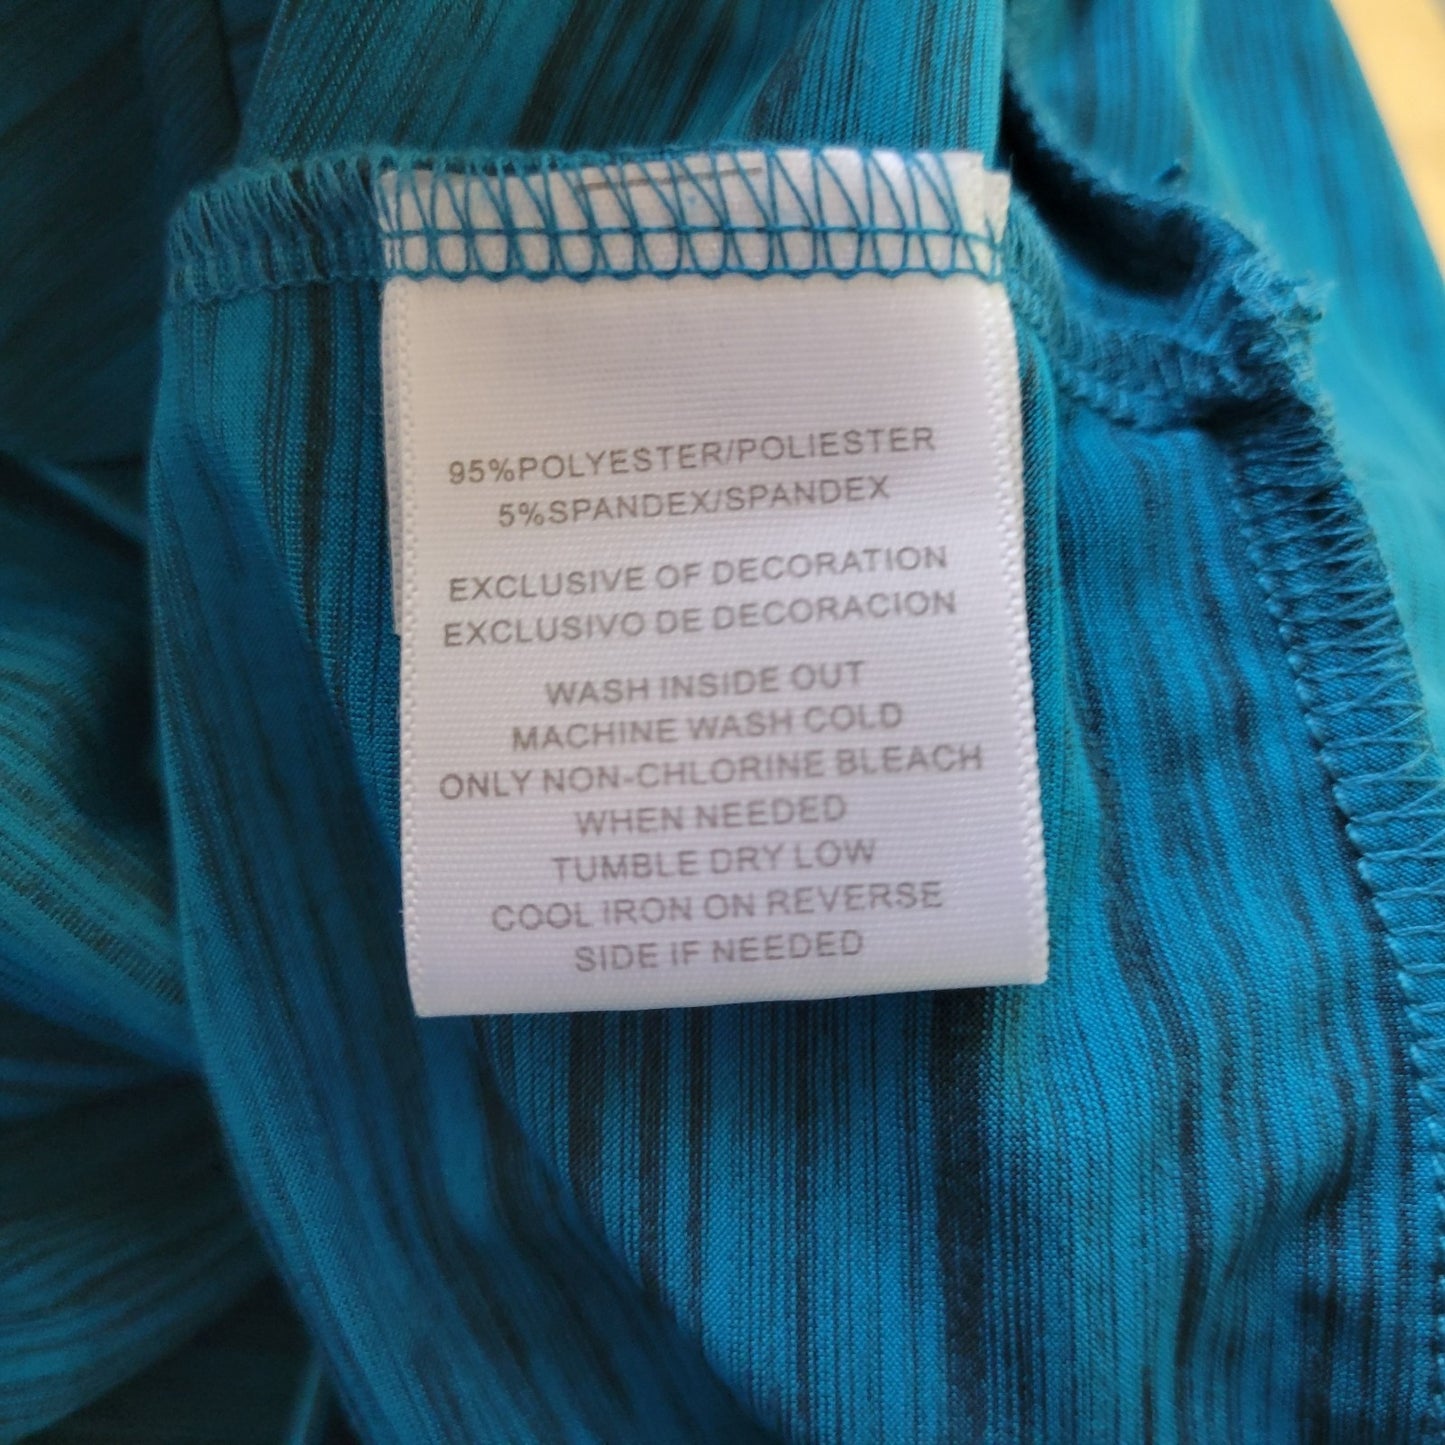 95%POLYESTER/POLIESTER
5%SPANDEX/SPANDEX
EXCLUSIVE OF DECORATION
EXCLUSIVO DE DECORACION
WASH INSIDE OUT
MACHINE WASH COLD
ONLY NON-CHLORINE BLEACH
WHEN NEEDED
TUMBLE DRY LOW
COOL IRON ON REVERSE
SIDE IF NEEDED